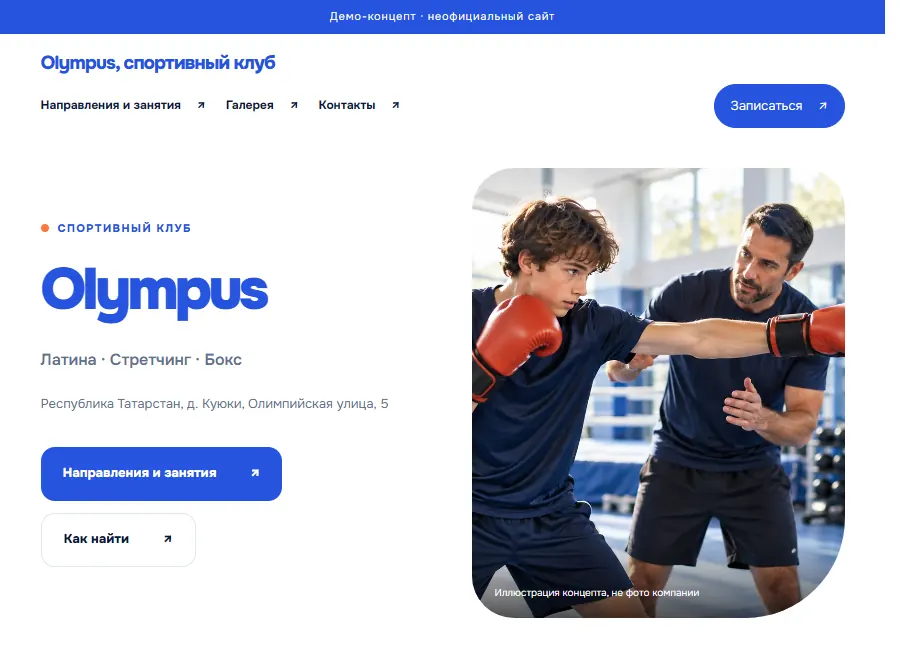 Демо-концепт · неофициальный сайт
Olympus, спортивный клуб
Направления и занятия
Галерея
Контакты
Записаться
СПОРТИВНЫЙ КЛУБ
Olympus
Латина · Стретчинг · Бокс
Республика Татарстан, д. Куюки, Олимпийская улица, 5
Направления и занятия
Как найти
Иллюстрация концепта, не фото компании